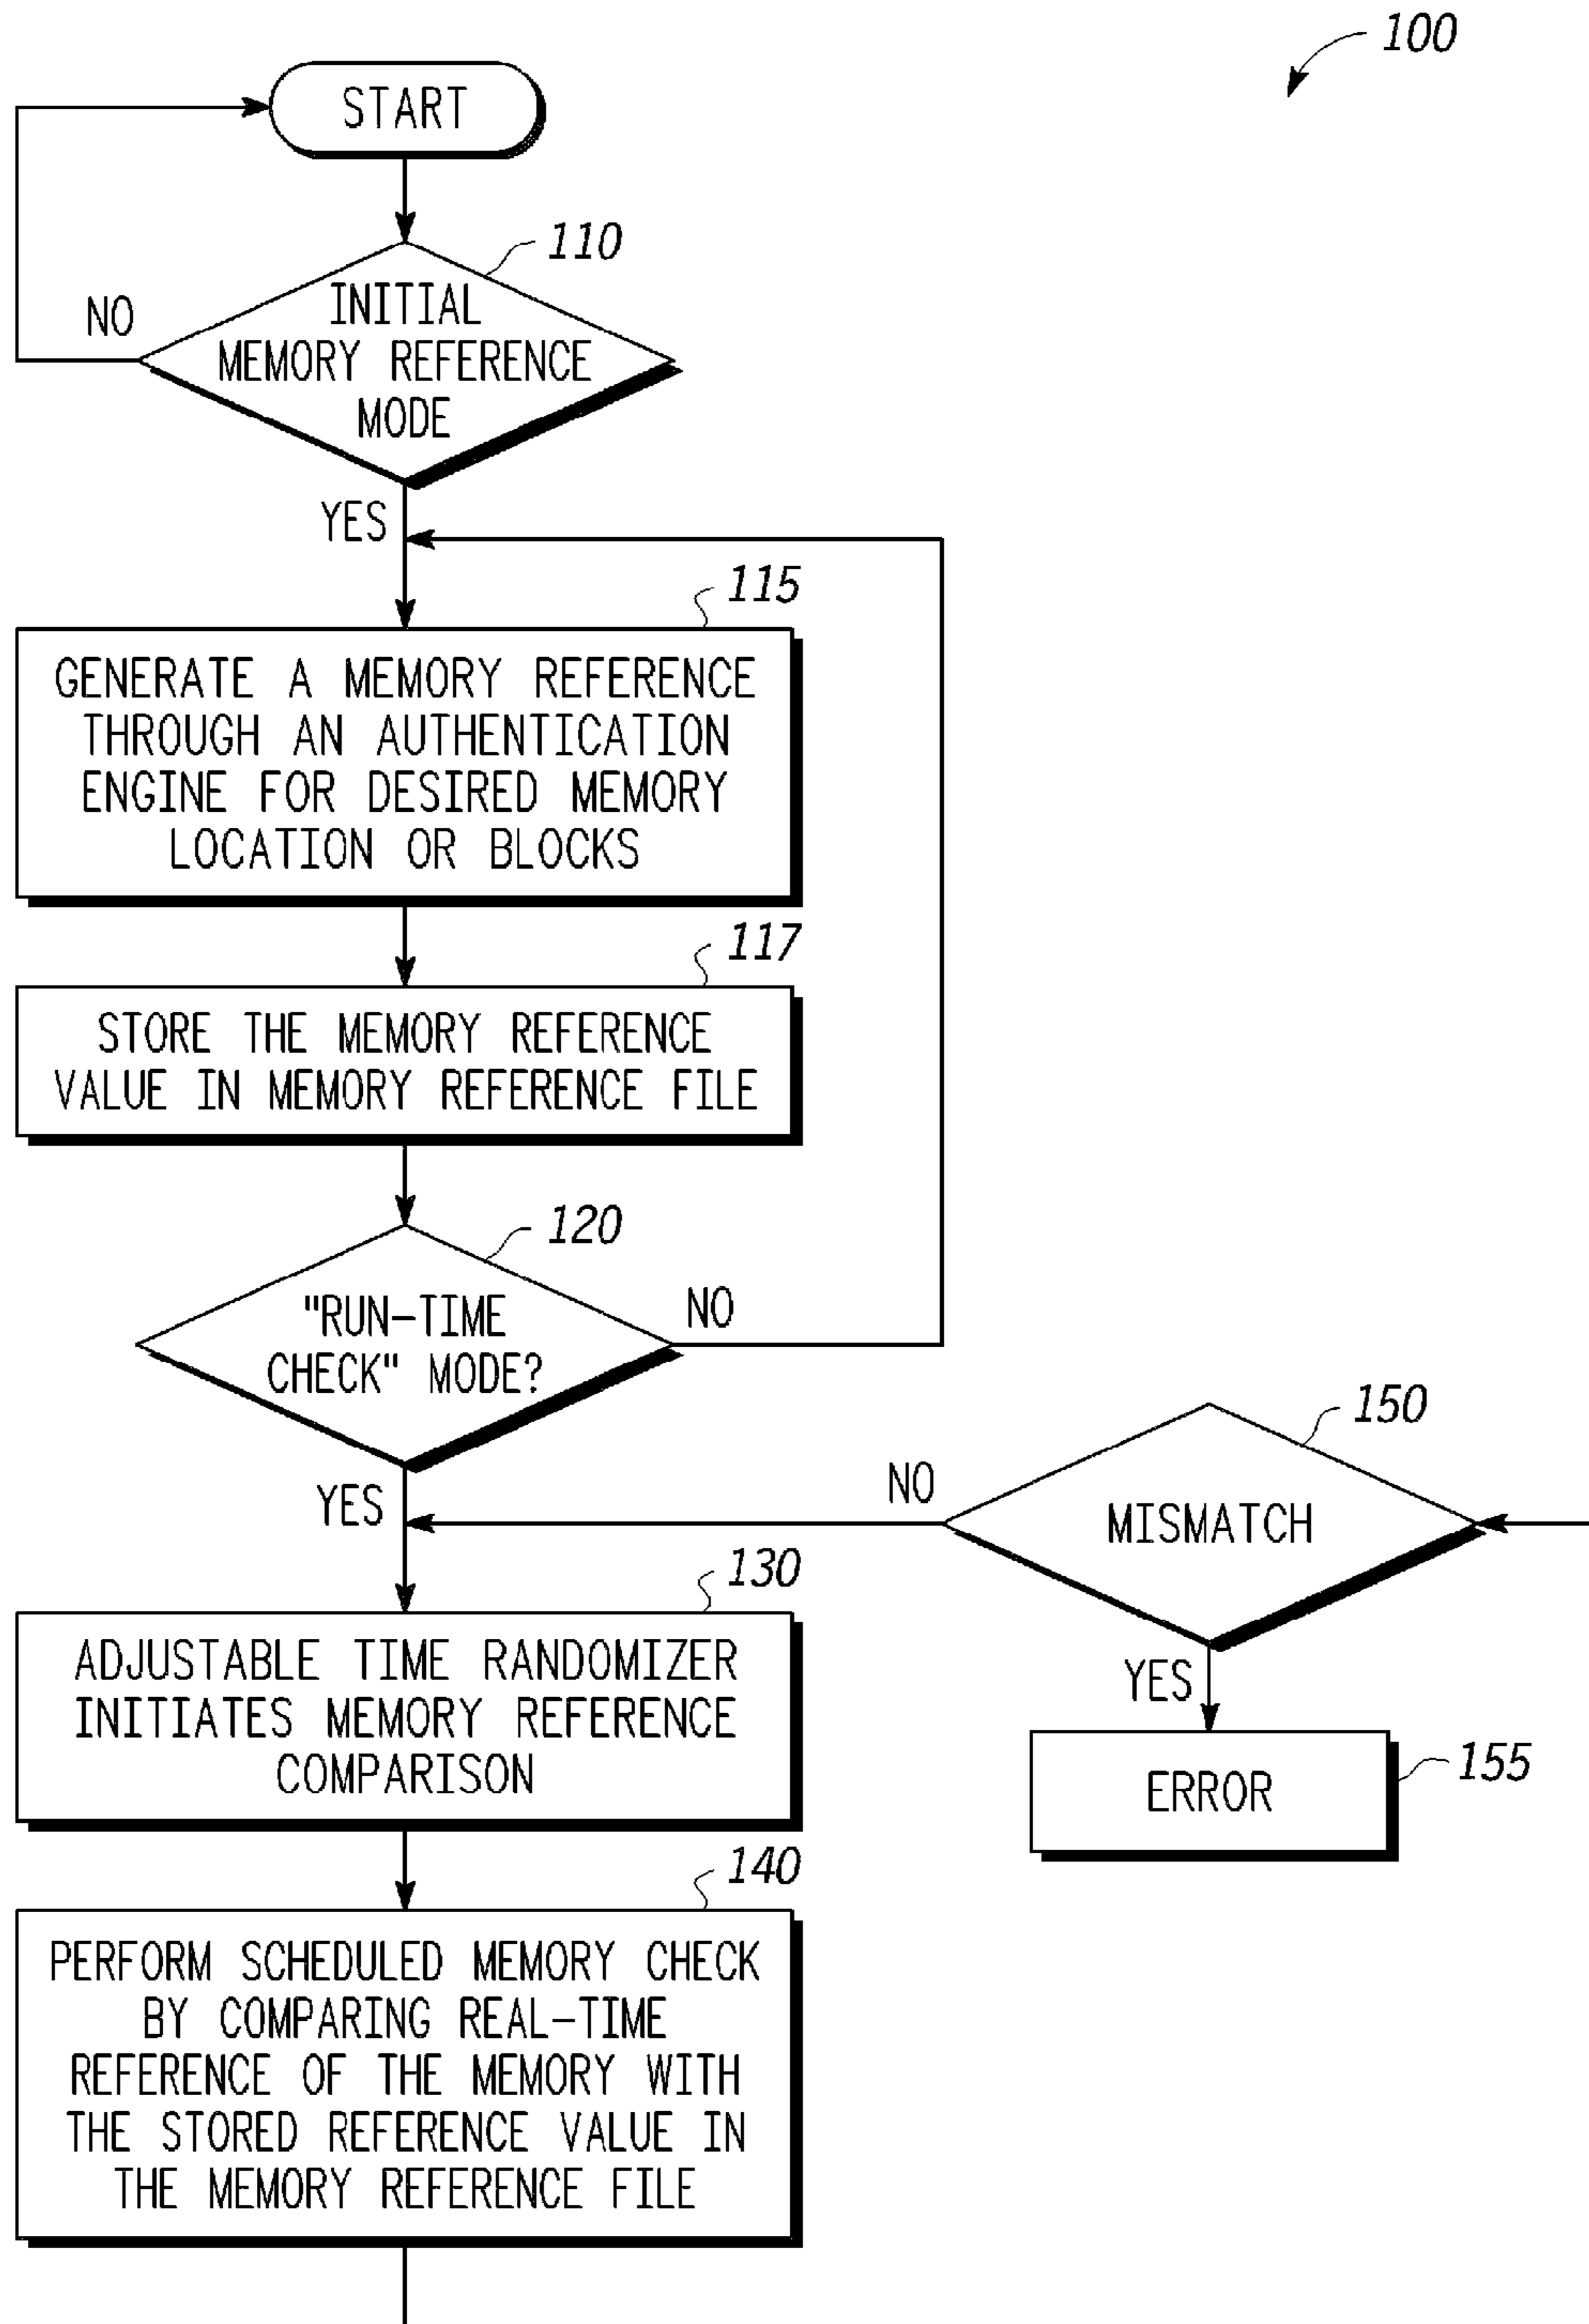 100
START
110
INITIAL
MEMORY REFERENCE
MODE
NO
YES
115
GENERATE A MEMORY REFERENCE
THROUGH AN AUTHENTICATION
ENGINE FOR DESIRED MEMORY
LOCATION OR BLOCKS
117
STORE THE MEMORY REFERENCE
VALUE IN MEMORY REFERENCE FILE
120
"RUN-TIME
CHECK" MODE?
NO
YES
150
MISMATCH
NO
YES
155
ERROR
130
ADJUSTABLE TIME RANDOMIZER
INITIATES MEMORY REFERENCE
COMPARISON
140
PERFORM SCHEDULED MEMORY CHECK
BY COMPARING REAL-TIME
REFERENCE OF THE MEMORY WITH
THE STORED REFERENCE VALUE IN
THE MEMORY REFERENCE FILE